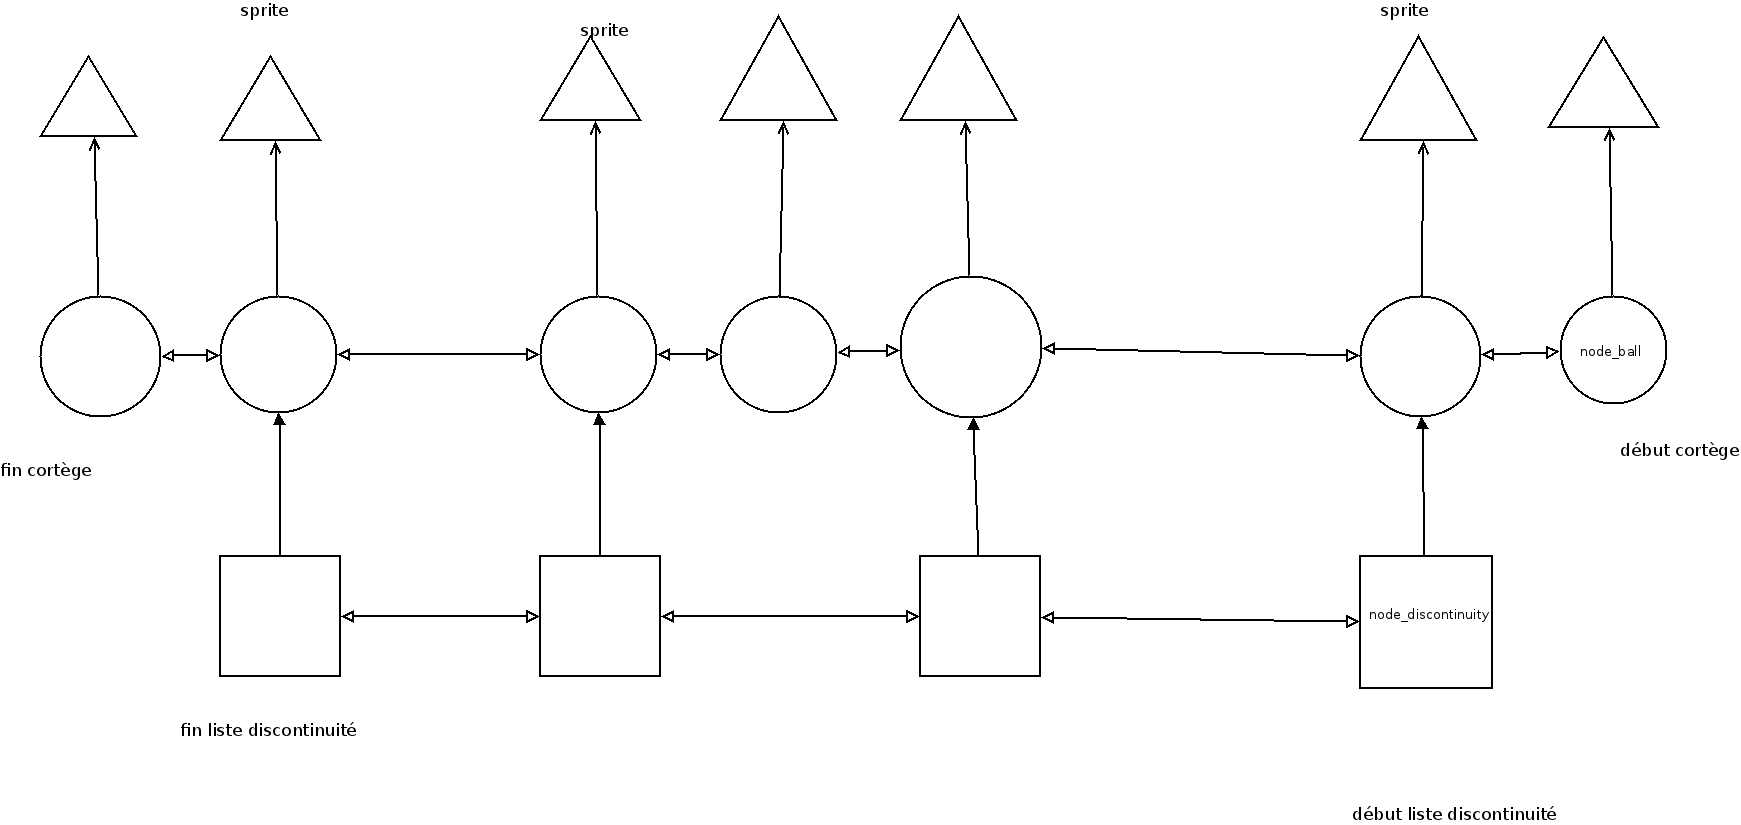 sprite
sprite
sprite
node_ball
début cortège
fin cortège
node_discontinuity
fin liste discontinuité
début liste discontinuité